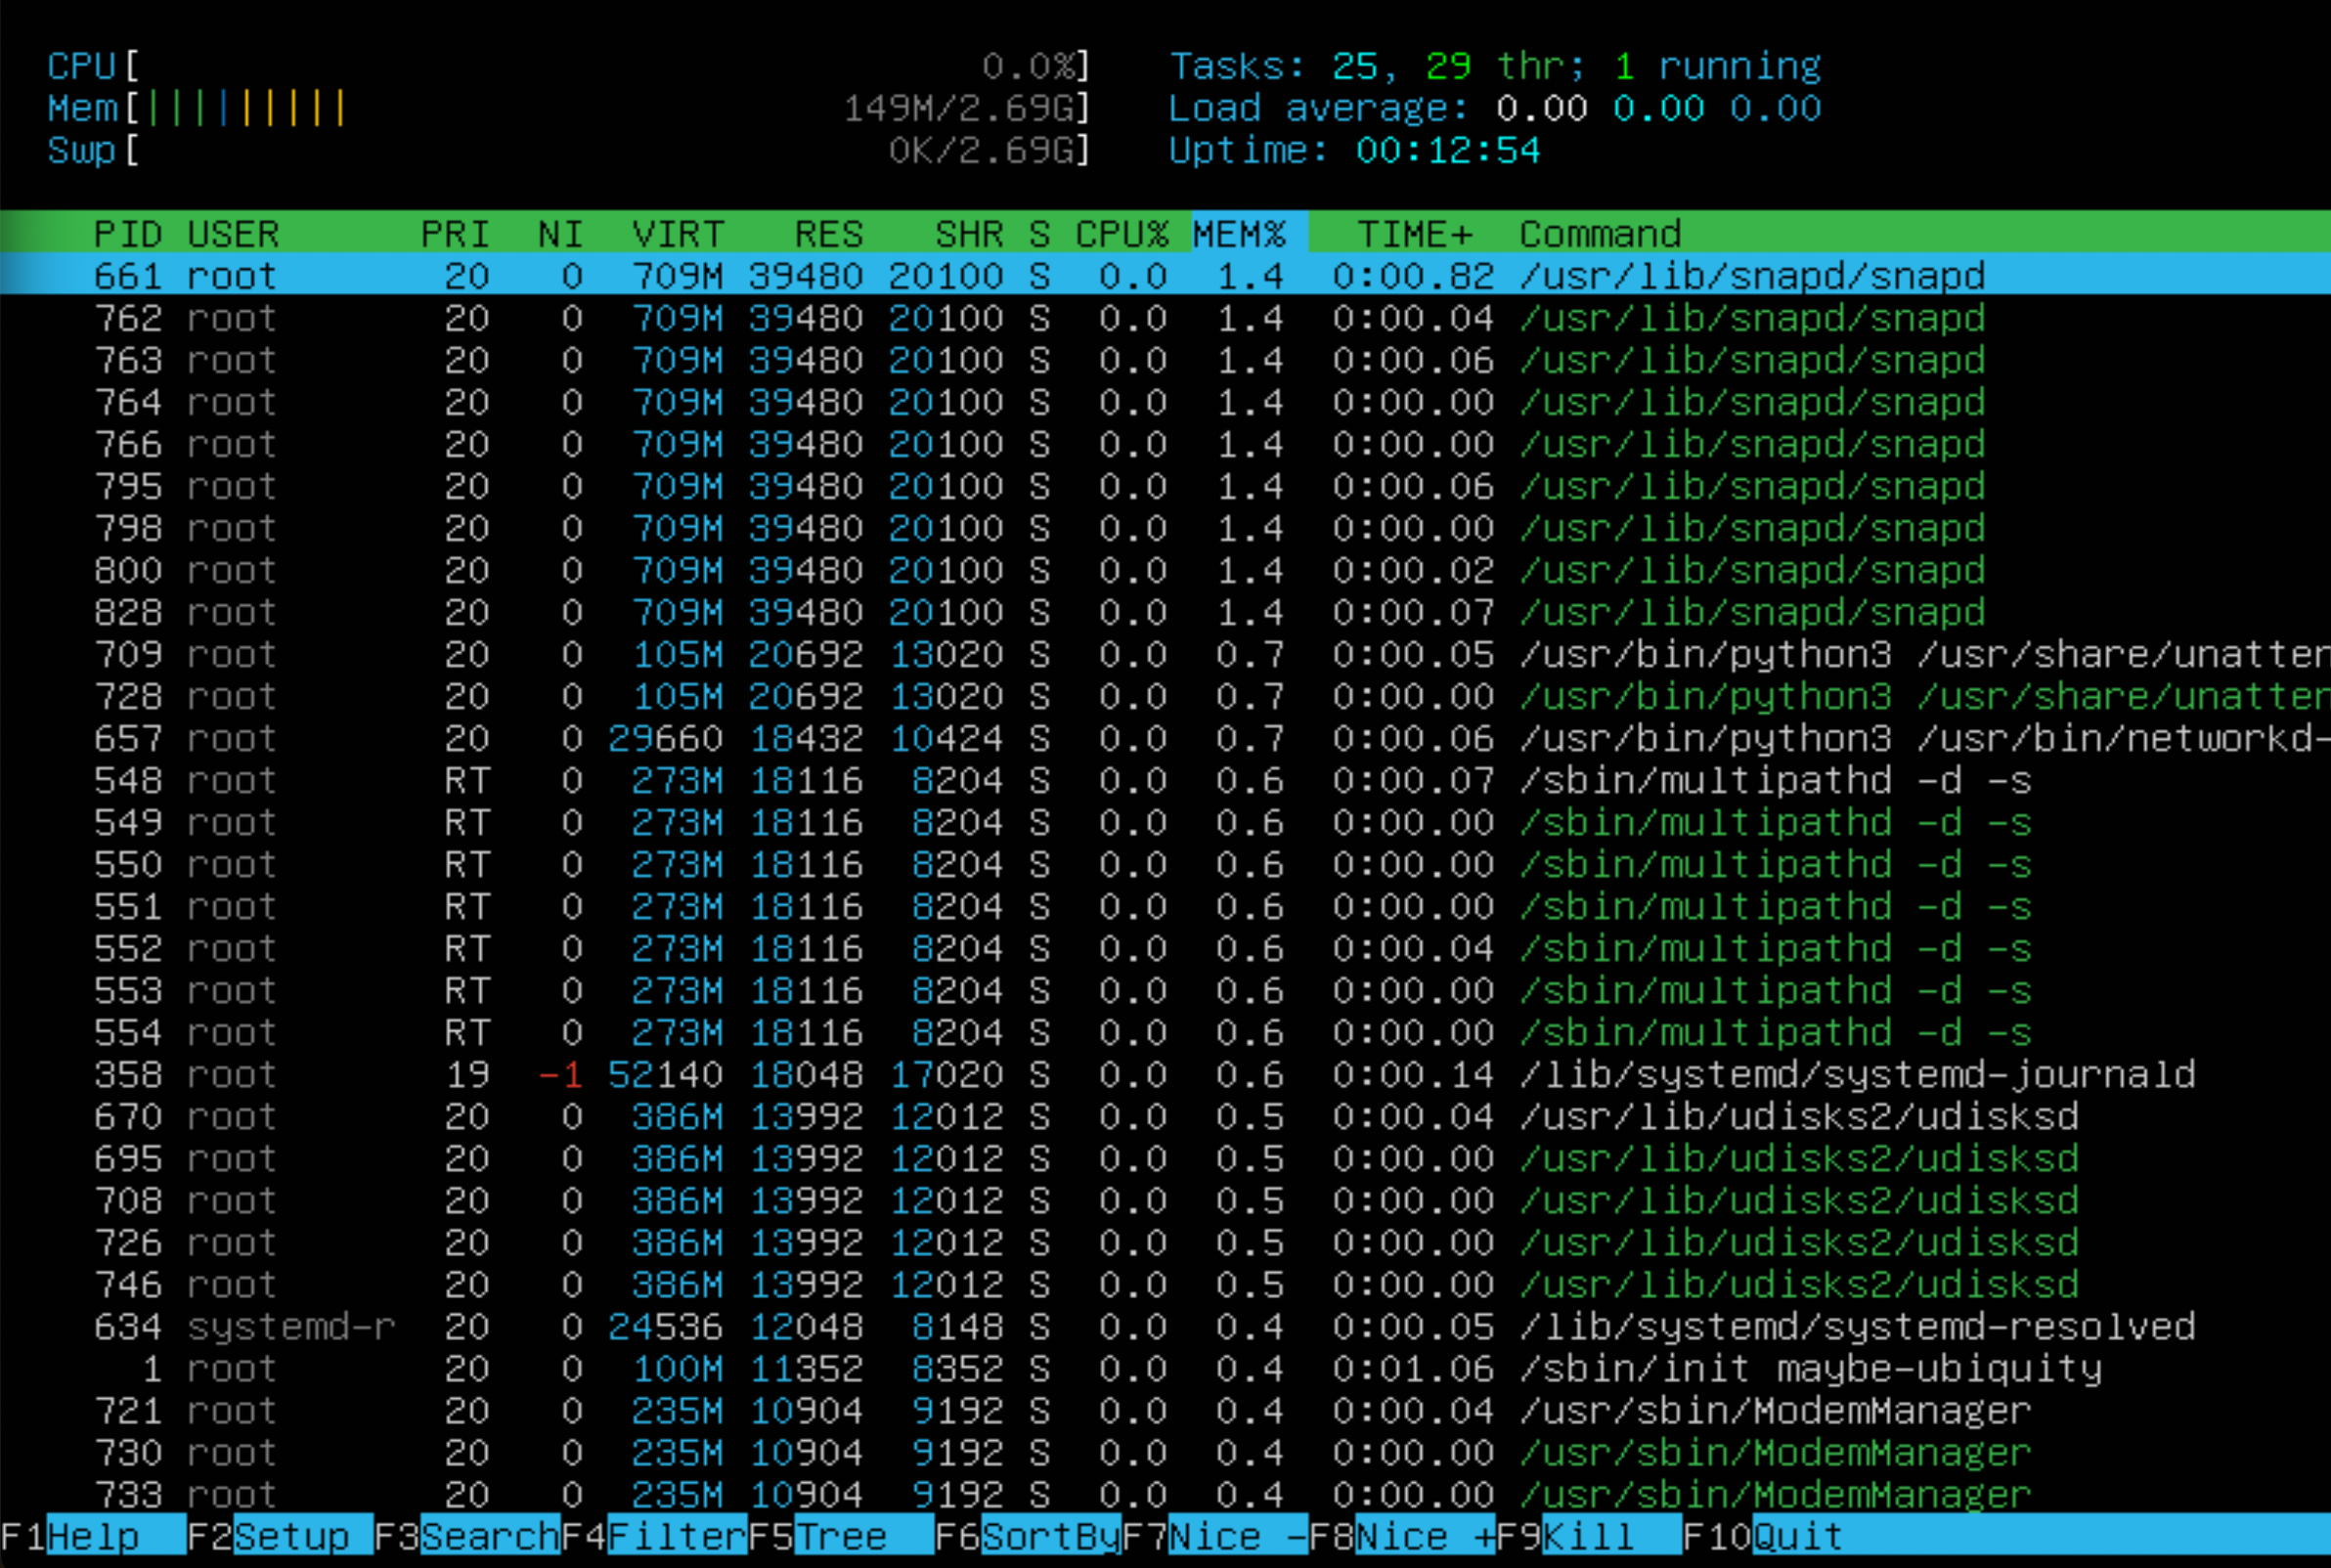 CPU[ 0.0%] Tasks: 25, 29 thr; 1 running
Mem[||||||||| 149M/2.69G] Load average: 0.00 0.00 0.00
Swp[ 0K/2.69G] Uptime: 00:12:54
PID USER PRI NI VIRT RES SHR S CPU% MEM% TIME+ Command
661 root 20 0 709M 39480 20100 S 0.0 1.4 0:00.82 /usr/lib/snapd/snapd
762 root 20 0 709M 39480 20100 S 0.0 1.4 0:00.04 /usr/lib/snapd/snapd
763 root 20 0 709M 39480 20100 S 0.0 1.4 0:00.06 /usr/lib/snapd/snapd
764 root 20 0 709M 39480 20100 S 0.0 1.4 0:00.00 /usr/lib/snapd/snapd
766 root 20 0 709M 39480 20100 S 0.0 1.4 0:00.00 /usr/lib/snapd/snapd
795 root 20 0 709M 39480 20100 S 0.0 1.4 0:00.06 /usr/lib/snapd/snapd
798 root 20 0 709M 39480 20100 S 0.0 1.4 0:00.00 /usr/lib/snapd/snapd
800 root 20 0 709M 39480 20100 S 0.0 1.4 0:00.02 /usr/lib/snapd/snapd
828 root 20 0 709M 39480 20100 S 0.0 1.4 0:00.07 /usr/lib/snapd/snapd
709 root 20 0 105M 20692 13020 S 0.0 0.7 0:00.05 /usr/bin/python3 /usr/share/unatten
728 root 20 0 105M 20692 13020 S 0.0 0.7 0:00.00 /usr/bin/python3 /usr/share/unatten
657 root 20 0 29660 18432 10424 S 0.0 0.7 0:00.06 /usr/bin/python3 /usr/bin/networkd-
548 root RT 0 273M 18116 8204 S 0.0 0.6 0:00.07 /sbin/multipathd -d -s
549 root RT 0 273M 18116 8204 S 0.0 0.6 0:00.00 /sbin/multipathd -d -s
550 root RT 0 273M 18116 8204 S 0.0 0.6 0:00.00 /sbin/multipathd -d -s
551 root RT 0 273M 18116 8204 S 0.0 0.6 0:00.00 /sbin/multipathd -d -s
552 root RT 0 273M 18116 8204 S 0.0 0.6 0:00.04 /sbin/multipathd -d -s
553 root RT 0 273M 18116 8204 S 0.0 0.6 0:00.00 /sbin/multipathd -d -s
554 root RT 0 273M 18116 8204 S 0.0 0.6 0:00.00 /sbin/multipathd -d -s
358 root 19 -1 52140 18048 17020 S 0.0 0.6 0:00.14 /lib/systemd/systemd-journald
670 root 20 0 386M 13992 12012 S 0.0 0.5 0:00.04 /usr/lib/udisks2/udisksd
695 root 20 0 386M 13992 12012 S 0.0 0.5 0:00.00 /usr/lib/udisks2/udisksd
708 root 20 0 386M 13992 12012 S 0.0 0.5 0:00.00 /usr/lib/udisks2/udisksd
726 root 20 0 386M 13992 12012 S 0.0 0.5 0:00.00 /usr/lib/udisks2/udisksd
746 root 20 0 386M 13992 12012 S 0.0 0.5 0:00.00 /usr/lib/udisks2/udisksd
634 systemd-r 20 0 24536 12048 8148 S 0.0 0.4 0:00.05 /lib/systemd/systemd-resolved
1 root 20 0 100M 11352 8352 S 0.0 0.4 0:01.06 /sbin/init maybe-ubiquity
721 root 20 0 235M 10904 9192 S 0.0 0.4 0:00.04 /usr/sbin/ModemManager
730 root 20 0 235M 10904 9192 S 0.0 0.4 0:00.00 /usr/sbin/ModemManager
733 root 20 0 235M 10904 9192 S 0.0 0.4 0:00.00 /usr/sbin/ModemManager
F1Help F2Setup F3SearchF4FilterF5Tree F6SortByF7Nice -F8Nice +F9Kill F10Quit